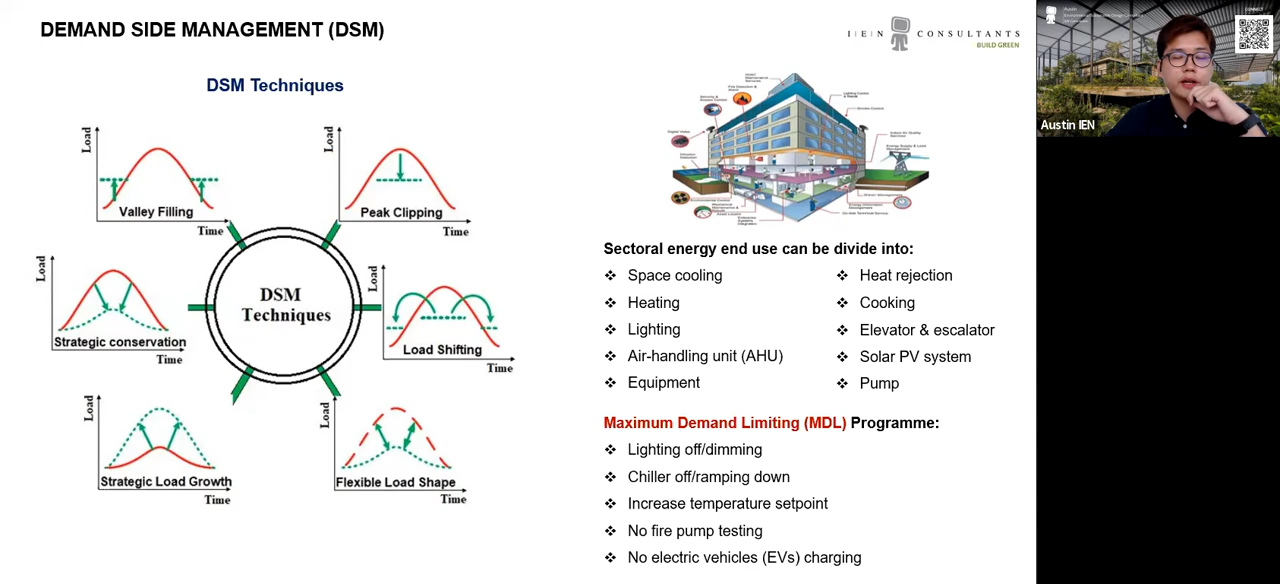 DEMAND SIDE MANAGEMENT (DSM)
I E N CONSULTANTS
BUILD GREEN
DSM Techniques
Load
Valley Filling
Time
Load
Peak Clipping
Time
Load
Strategic conservation
Time
DSM
Techniques
Load
Load Shifting
Time
Load
Strategic Load Growth
Time
Load
Flexible Load Shape
Time
Sectoral energy end use can be divide into:
❖ Space cooling
❖ Heating
❖ Lighting
❖ Air-handling unit (AHU)
❖ Equipment
❖ Heat rejection
❖ Cooking
❖ Elevator & escalator
❖ Solar PV system
❖ Pump
Maximum Demand Limiting (MDL) Programme:
❖ Lighting off/dimming
❖ Chiller off/ramping down
❖ Increase temperature setpoint
❖ No fire pump testing
❖ No electric vehicles (EVs) charging
Austin
CONNECT
Austin IEN